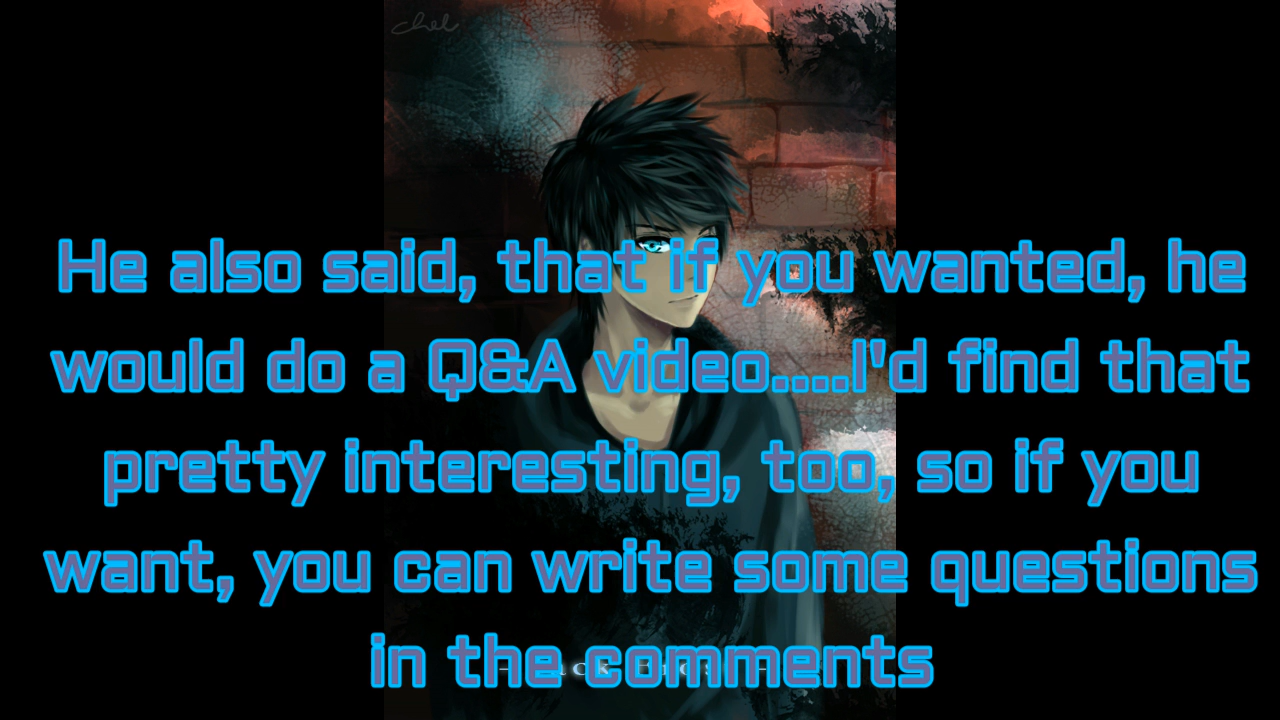 chel
He also said, that if you wanted, he
would do a Q&A video.....I'd find that
pretty interesting, too, so if you
want, you can write some questions
in the comments